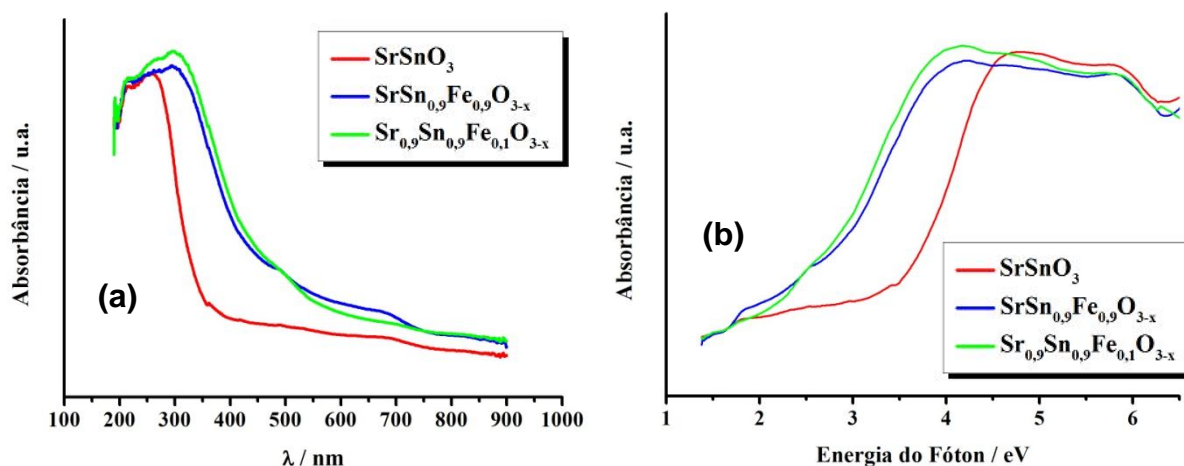 (a)
Absorbância / u.a.
SrSnO₃
SrSn₀,₉Fe₀,₉O₃₋ₓ
Sr₀,₉Sn₀,₉Fe₀,₁O₃₋ₓ
100 200 300 400 500 600 700 800 900 1000
λ / nm
(b)
Absorbância / u.a.
SrSnO₃
SrSn₀,₉Fe₀,₉O₃₋ₓ
Sr₀,₉Sn₀,₉Fe₀,₁O₃₋ₓ
1 2 3 4 5 6
Energia do Fóton / eV